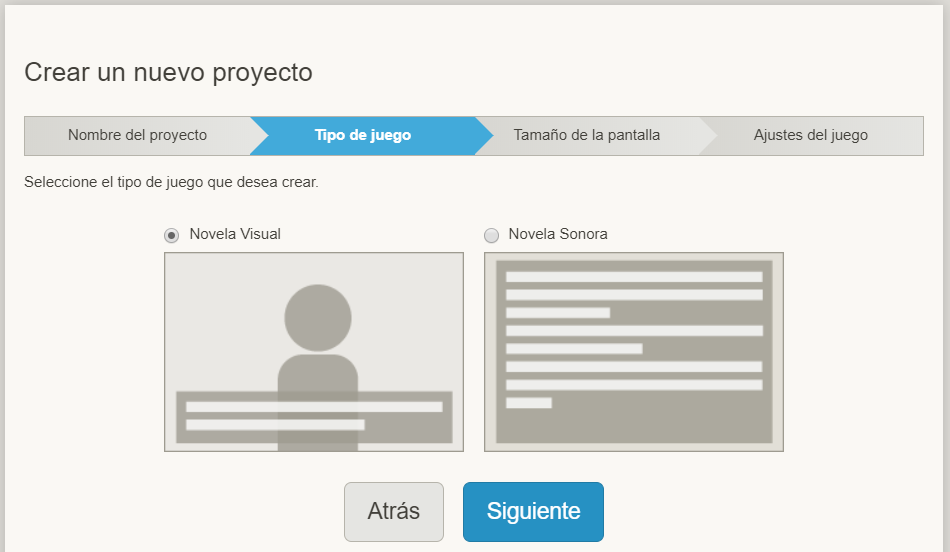 Crear un nuevo proyecto
Nombre del proyecto
Tipo de juego
Tamaño de la pantalla
Ajustes del juego
Seleccione el tipo de juego que desea crear.
Novela Visual
Novela Sonora
Atrás
Siguiente